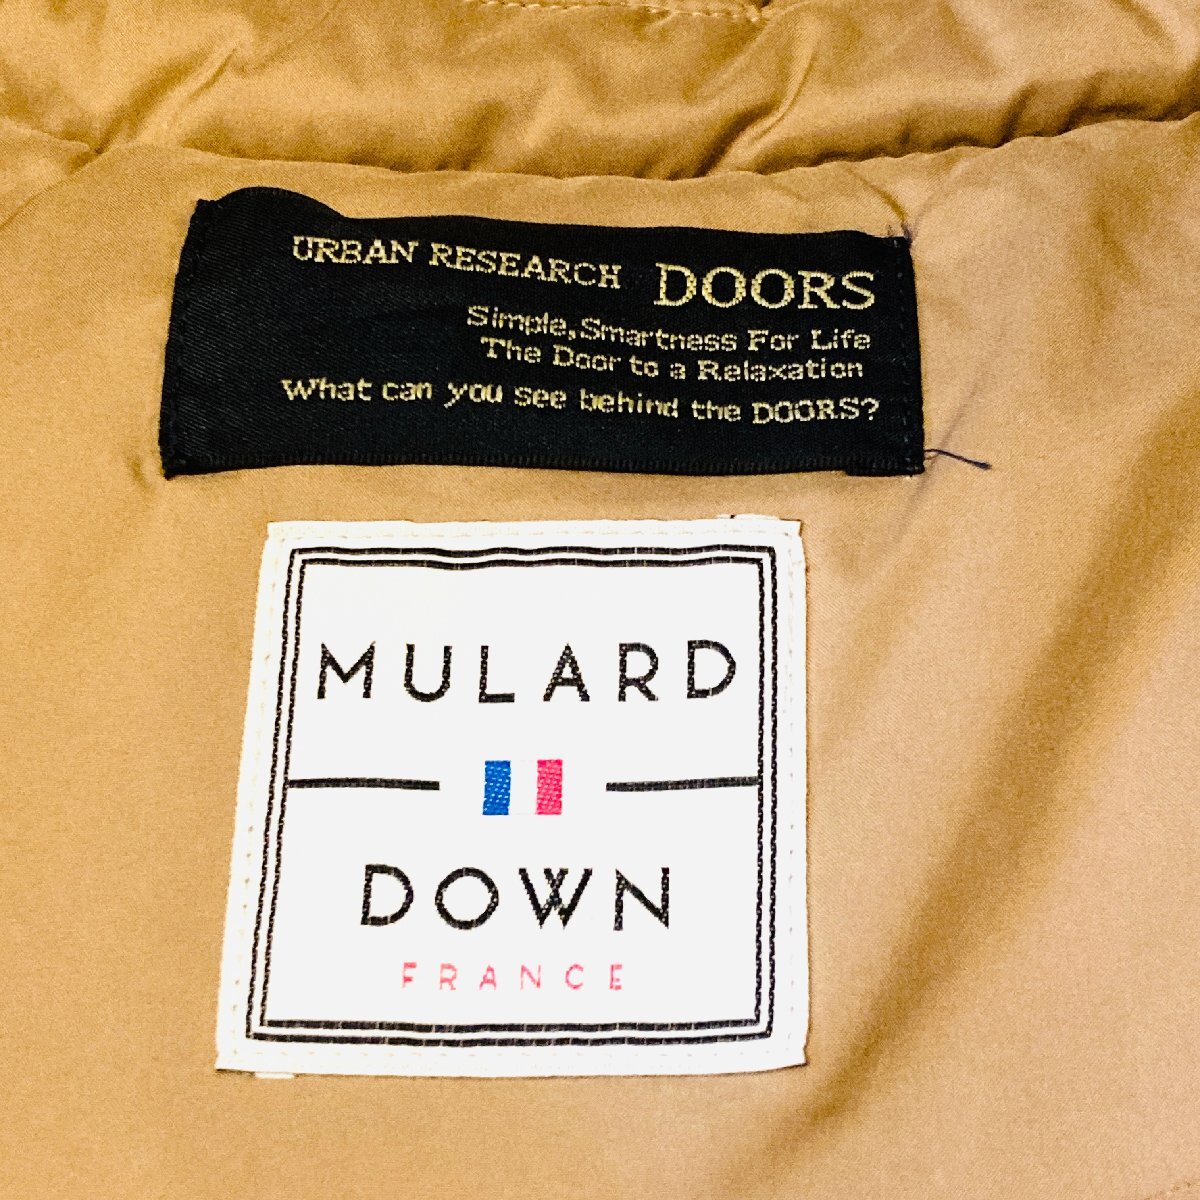 URBAN RESEARCH DOORS
Simple,Smartness For Life
The Door to a Relaxation
What can you see behind the DOORS?
MULARD
DOWN
FRANCE